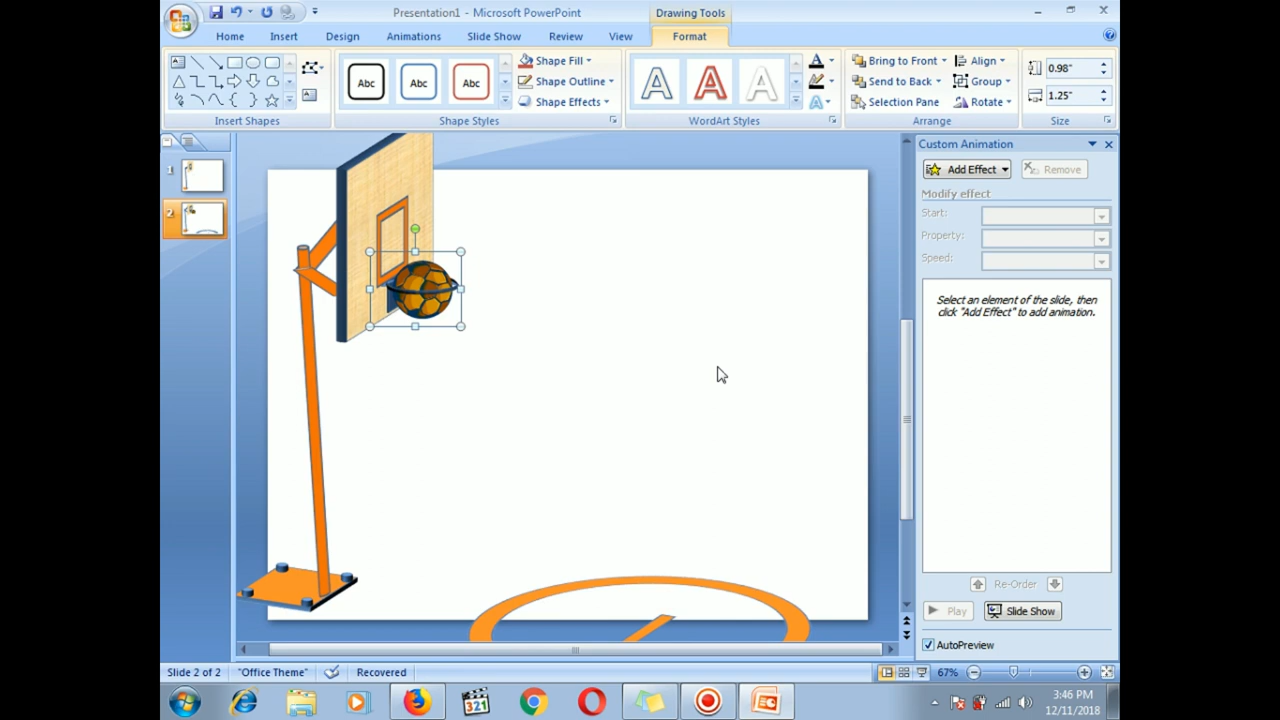 Presentation1 - Microsoft PowerPoint
Drawing Tools
Home
Insert
Design
Animations
Slide Show
Review
View
Format
Abc
Abc
Abc
Shape Fill
Shape Outline
Shape Effects
A
A
A
A
A
Bring to Front
Send to Back
Selection Pane
Align
Group
Rotate
0.98"
1.25"
Insert Shapes
Shape Styles
WordArt Styles
Arrange
Size
1
2
Custom Animation
Add Effect
Remove
Modify effect
Start:
Property:
Speed:
Select an element of the slide, then
click "Add Effect" to add animation.
Re-Order
Play
Slide Show
AutoPreview
Slide 2 of 2
"Office Theme"
Recovered
67%
321
3:46 PM
12/11/2018